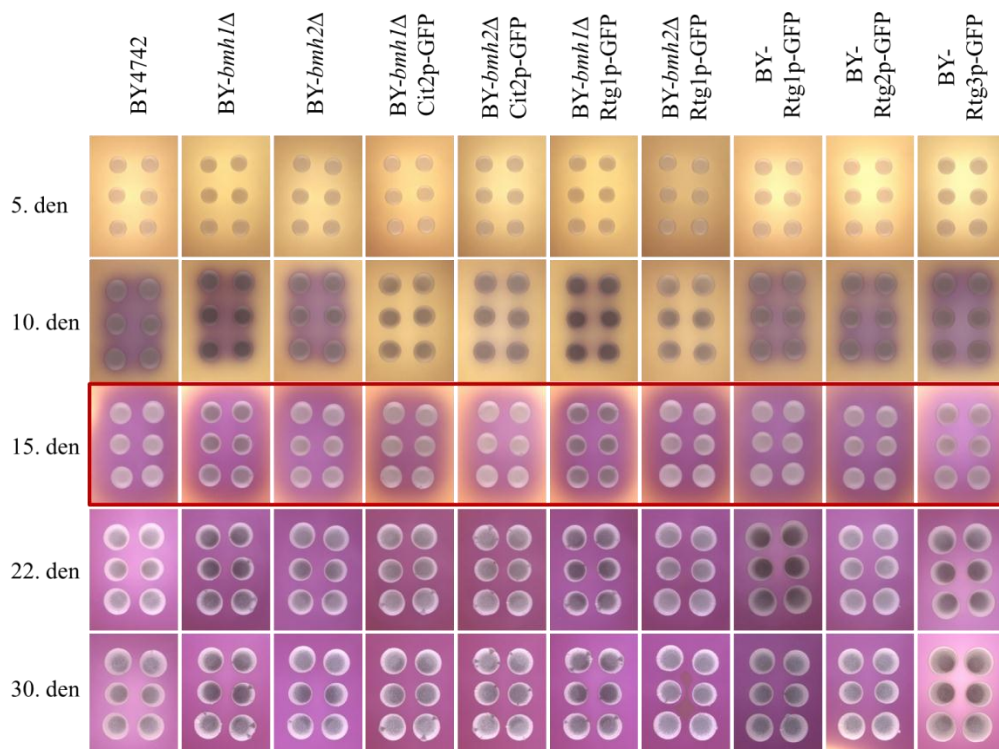 BY4742
BY-bmh1Δ
BY-bmh2Δ
BY-bmh1Δ
Cit2p-GFP
BY-bmh2Δ
Cit2p-GFP
BY-bmh1Δ
Rtg1p-GFP
BY-bmh2Δ
Rtg1p-GFP
BY-
Rtg1p-GFP
BY-
Rtg2p-GFP
BY-
Rtg3p-GFP
5. den
10. den
15. den
22. den
30. den